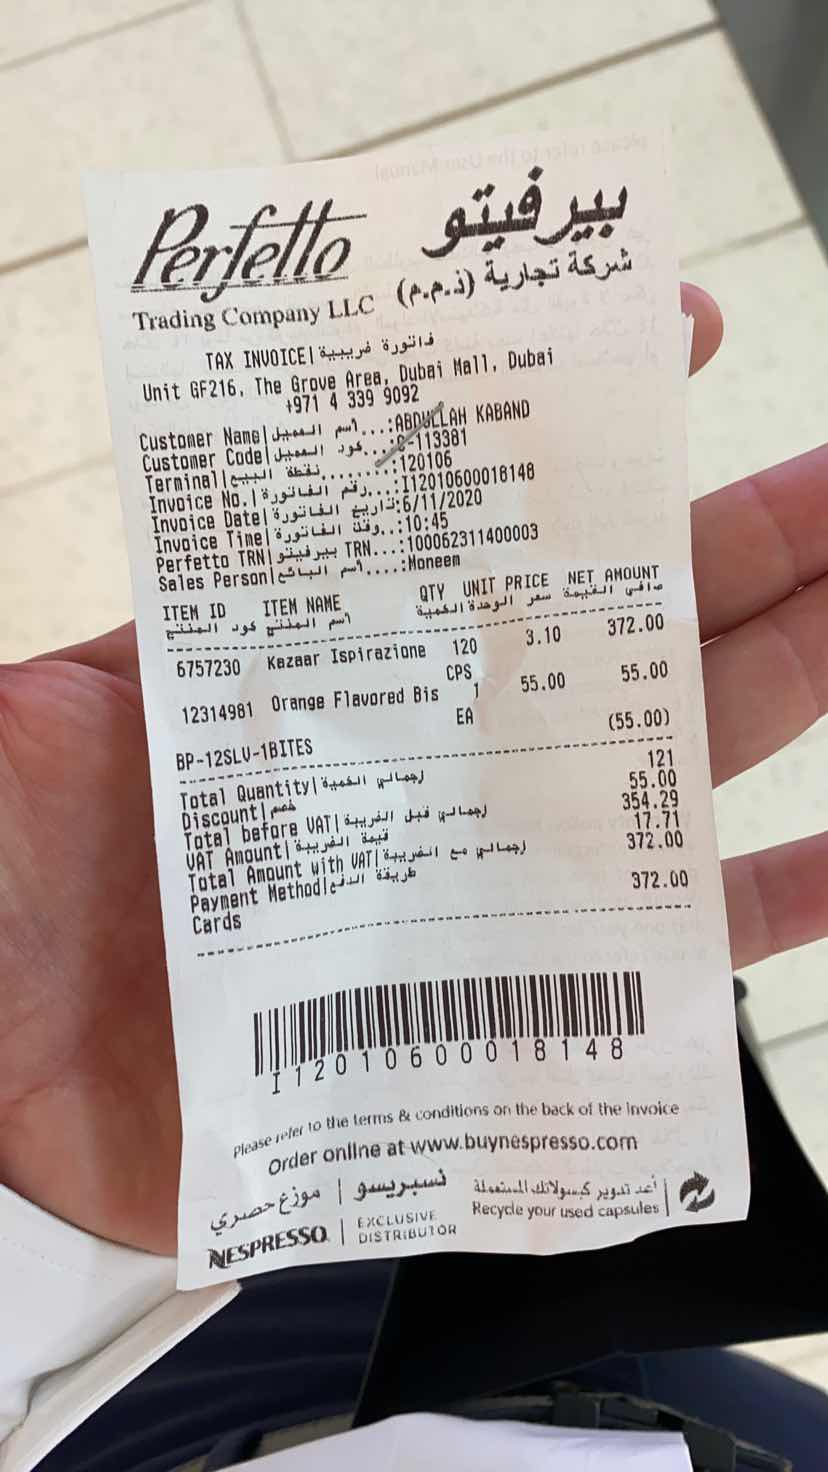 Perfetto بيرفيتو
Trading Company LLC شركة تجارية (ذ.م.م)
TAX INVOICE|فاتورة ضريبية
Unit GF216, The Grove Area, Dubai Mall, Dubai
+971 4 339 9092
Customer Name|اسم العميل...:ABDULLAH KABAND
Customer Code|كود العميل...:C-113381
Terminal|نقطة البيع........:120106
Invoice No.|رقم الفاتورة...:I12010600018148
Invoice Date|تاريخ الفاتورة:6/11/2020
Invoice Time|وقت الفاتورة..:10:45
Perfetto TRN|بيرفيتو TRN...:100062311400003
Sales Person|اسم البائع....:Moneem
ITEM ID ITEM NAME QTY UNIT PRICE NET AMOUNT
كود المنتج اسم المنتج الكمية سعر الوحدة صافي القيمة
6757230 Kazaar Ispirazione 120 3.10 372.00
CPS
12314981 Orange Flavored Bis 1 55.00 55.00
EA
BP-12SLV-1BITES (55.00)
Total Quantity|إجمالي الكمية 121
Discount|خصم 55.00
Total before VAT|إجمالي قبل الضريبة 354.29
VAT Amount|قيمة الضريبة 17.71
Total Amount with VAT|إجمالي مع الضريبة 372.00
Payment Method|طريقة الدفع
Cards 372.00
I12010600018148
Please refer to the terms & conditions on the back of the invoice
Order online at www.buynespresso.com
موزع حصري | نسبريسو
أعد تدوير كبسولاتك المستعملة
NESPRESSO | EXCLUSIVE DISTRIBUTOR
Recycle your used capsules